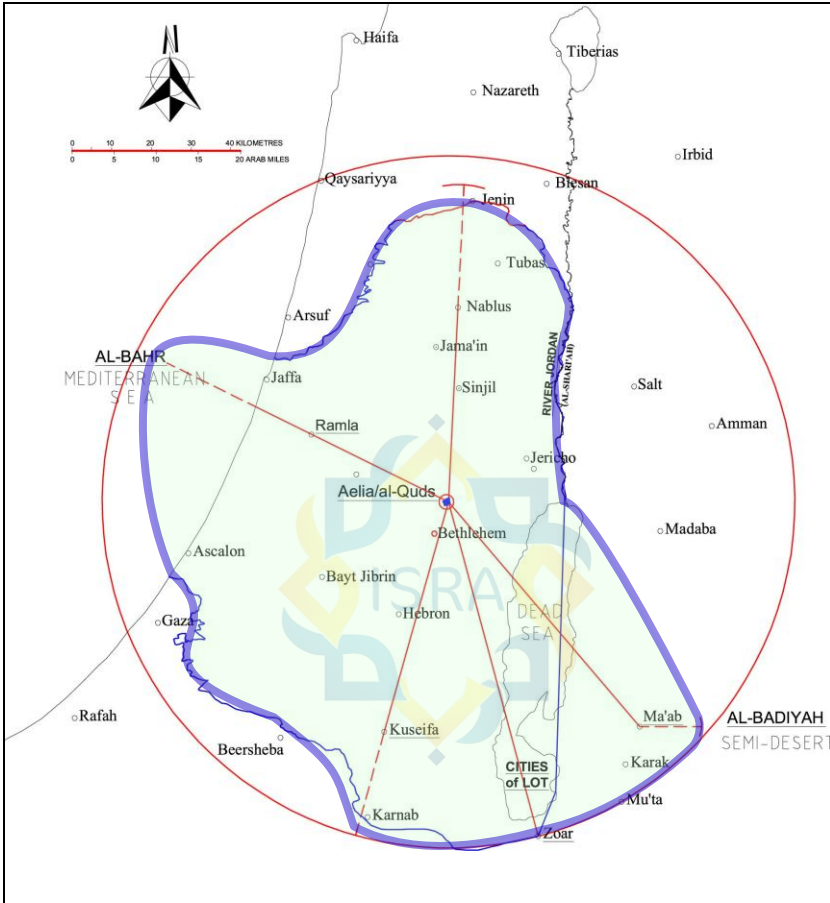 N
Haifa
Tiberias
Nazareth
0 10 20 30 40 KILOMETRES
0 5 10 15 20 ARAB MILES
Irbid
Qaysariyya
Biesan
Jenin
Tubas
Nablus
Arsuf
Jama'in
AL-BAHR
MEDITERRANEAN
SEA
Jaffa
Sinjil
RIVER JORDAN
(AL-SHARI'AH)
Salt
Ramla
Amman
Jericho
Aelia/al-Quds
Bethlehem
Madaba
Ascalon
Bayt Jibrin
ISRA
Hebron
DEAD
SEA
Gaza
Rafah
Ma'ab
AL-BADIYAH
SEMI-DESERT
Kuseifa
Beersheba
CITIES
of LOT
Karak
Mu'ta
Karnab
Zoar